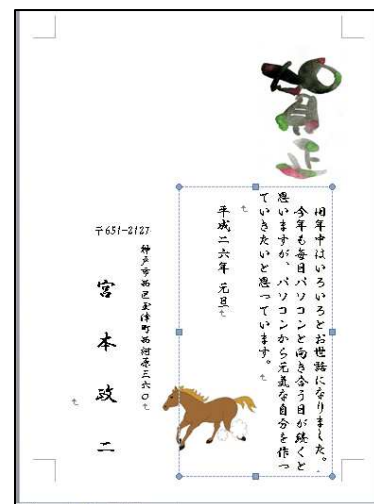 賀正
旧年中はいろいろとお世話になりました。
今年も毎日パソコンと向き合う日が続くと
思いますが、パソコンから元気な自分を作っ
ていきたいと思っています。
平成二六年 元旦
〒651-2127
神戸市西区玉津町西河原三六〇
宮本政二